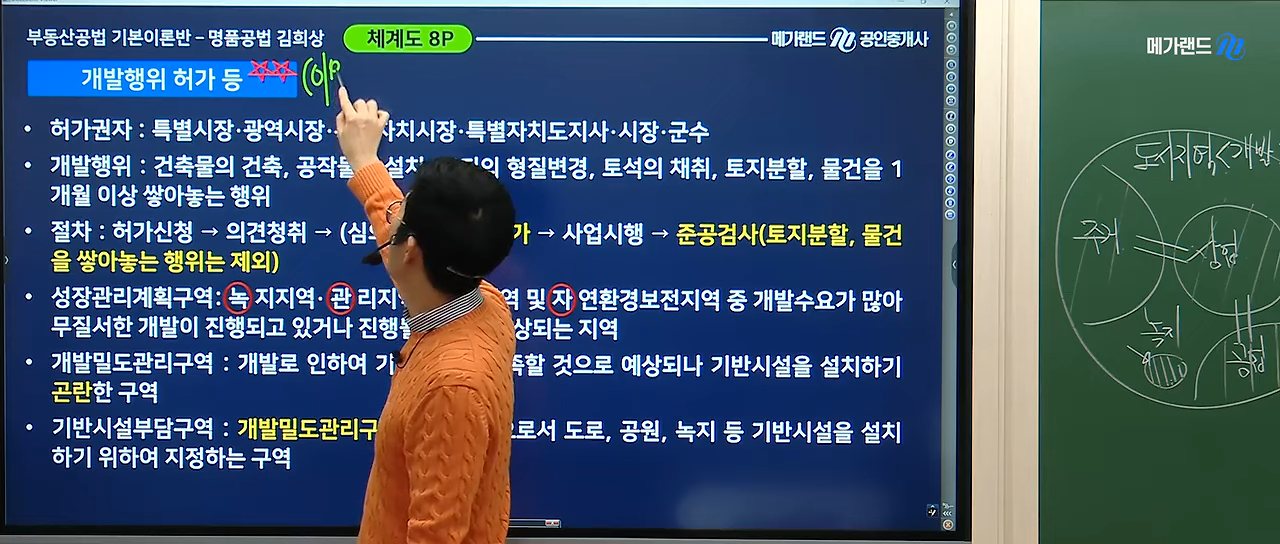 부동산공법 기본이론반 – 명품공법 김희상
체계도 8P
메가랜드 공인중개사
개발행위 허가 등
• 허가권자 : 특별시장·광역시장· 자치시장·특별자치도지사·시장·군수
• 개발행위 : 건축물의 건축, 공작물 설치 의 형질변경, 토석의 채취, 토지분할, 물건을 1
개월 이상 쌓아놓는 행위
• 절차 : 허가신청 → 의견청취 → (심의 가 → 사업시행 → 준공검사(토지분할, 물건
을 쌓아놓는 행위는 제외)
• 성장관리계획구역: 녹 지지역· 관 리지 역 및 자 연환경보전지역 중 개발수요가 많아
무질서한 개발이 진행되고 있거나 진행될 상되는 지역
• 개발밀도관리구역 : 개발로 인하여 기 족할 것으로 예상되나 기반시설을 설치하기
곤란한 구역
• 기반시설부담구역 : 개발밀도관리구 으로서 도로, 공원, 녹지 등 기반시설을 설치
하기 위하여 지정하는 구역
메가랜드
도시지역<개발
주거
상업
녹지
공업